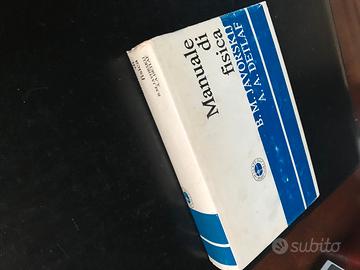 Manuale
di
fisica
B. M. JAVORSKIJ
A. A. DETLAF
subito